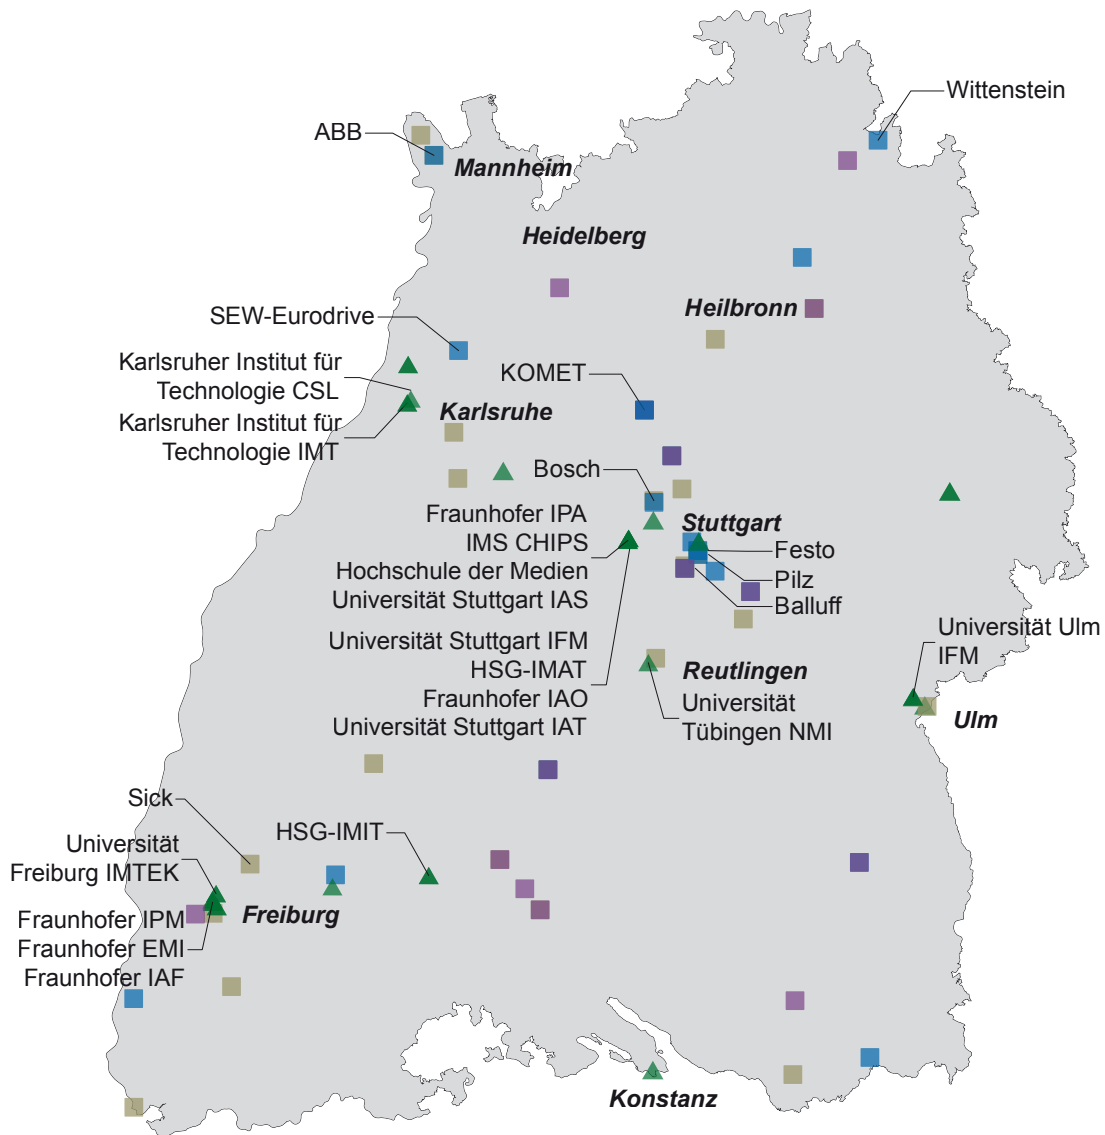 Wittenstein
ABB
Mannheim
Heidelberg
SEW-Eurodrive
Heilbronn
Karlsruher Institut für
Technologie CSL
KOMET
Karlsruher Institut für
Technologie IMT
Karlsruhe
Bosch
Fraunhofer IPA
IMS CHIPS
Hochschule der Medien
Universität Stuttgart IAS
Stuttgart
Festo
Pilz
Balluff
Universität Stuttgart IFM
HSG-IMAT
Fraunhofer IAO
Universität Stuttgart IAT
Reutlingen
Universität
Tübingen NMI
Universität Ulm
IFM
Ulm
Sick
HSG-IMIT
Universität
Freiburg IMTEK
Freiburg
Fraunhofer IPM
Fraunhofer EMI
Fraunhofer IAF
Konstanz